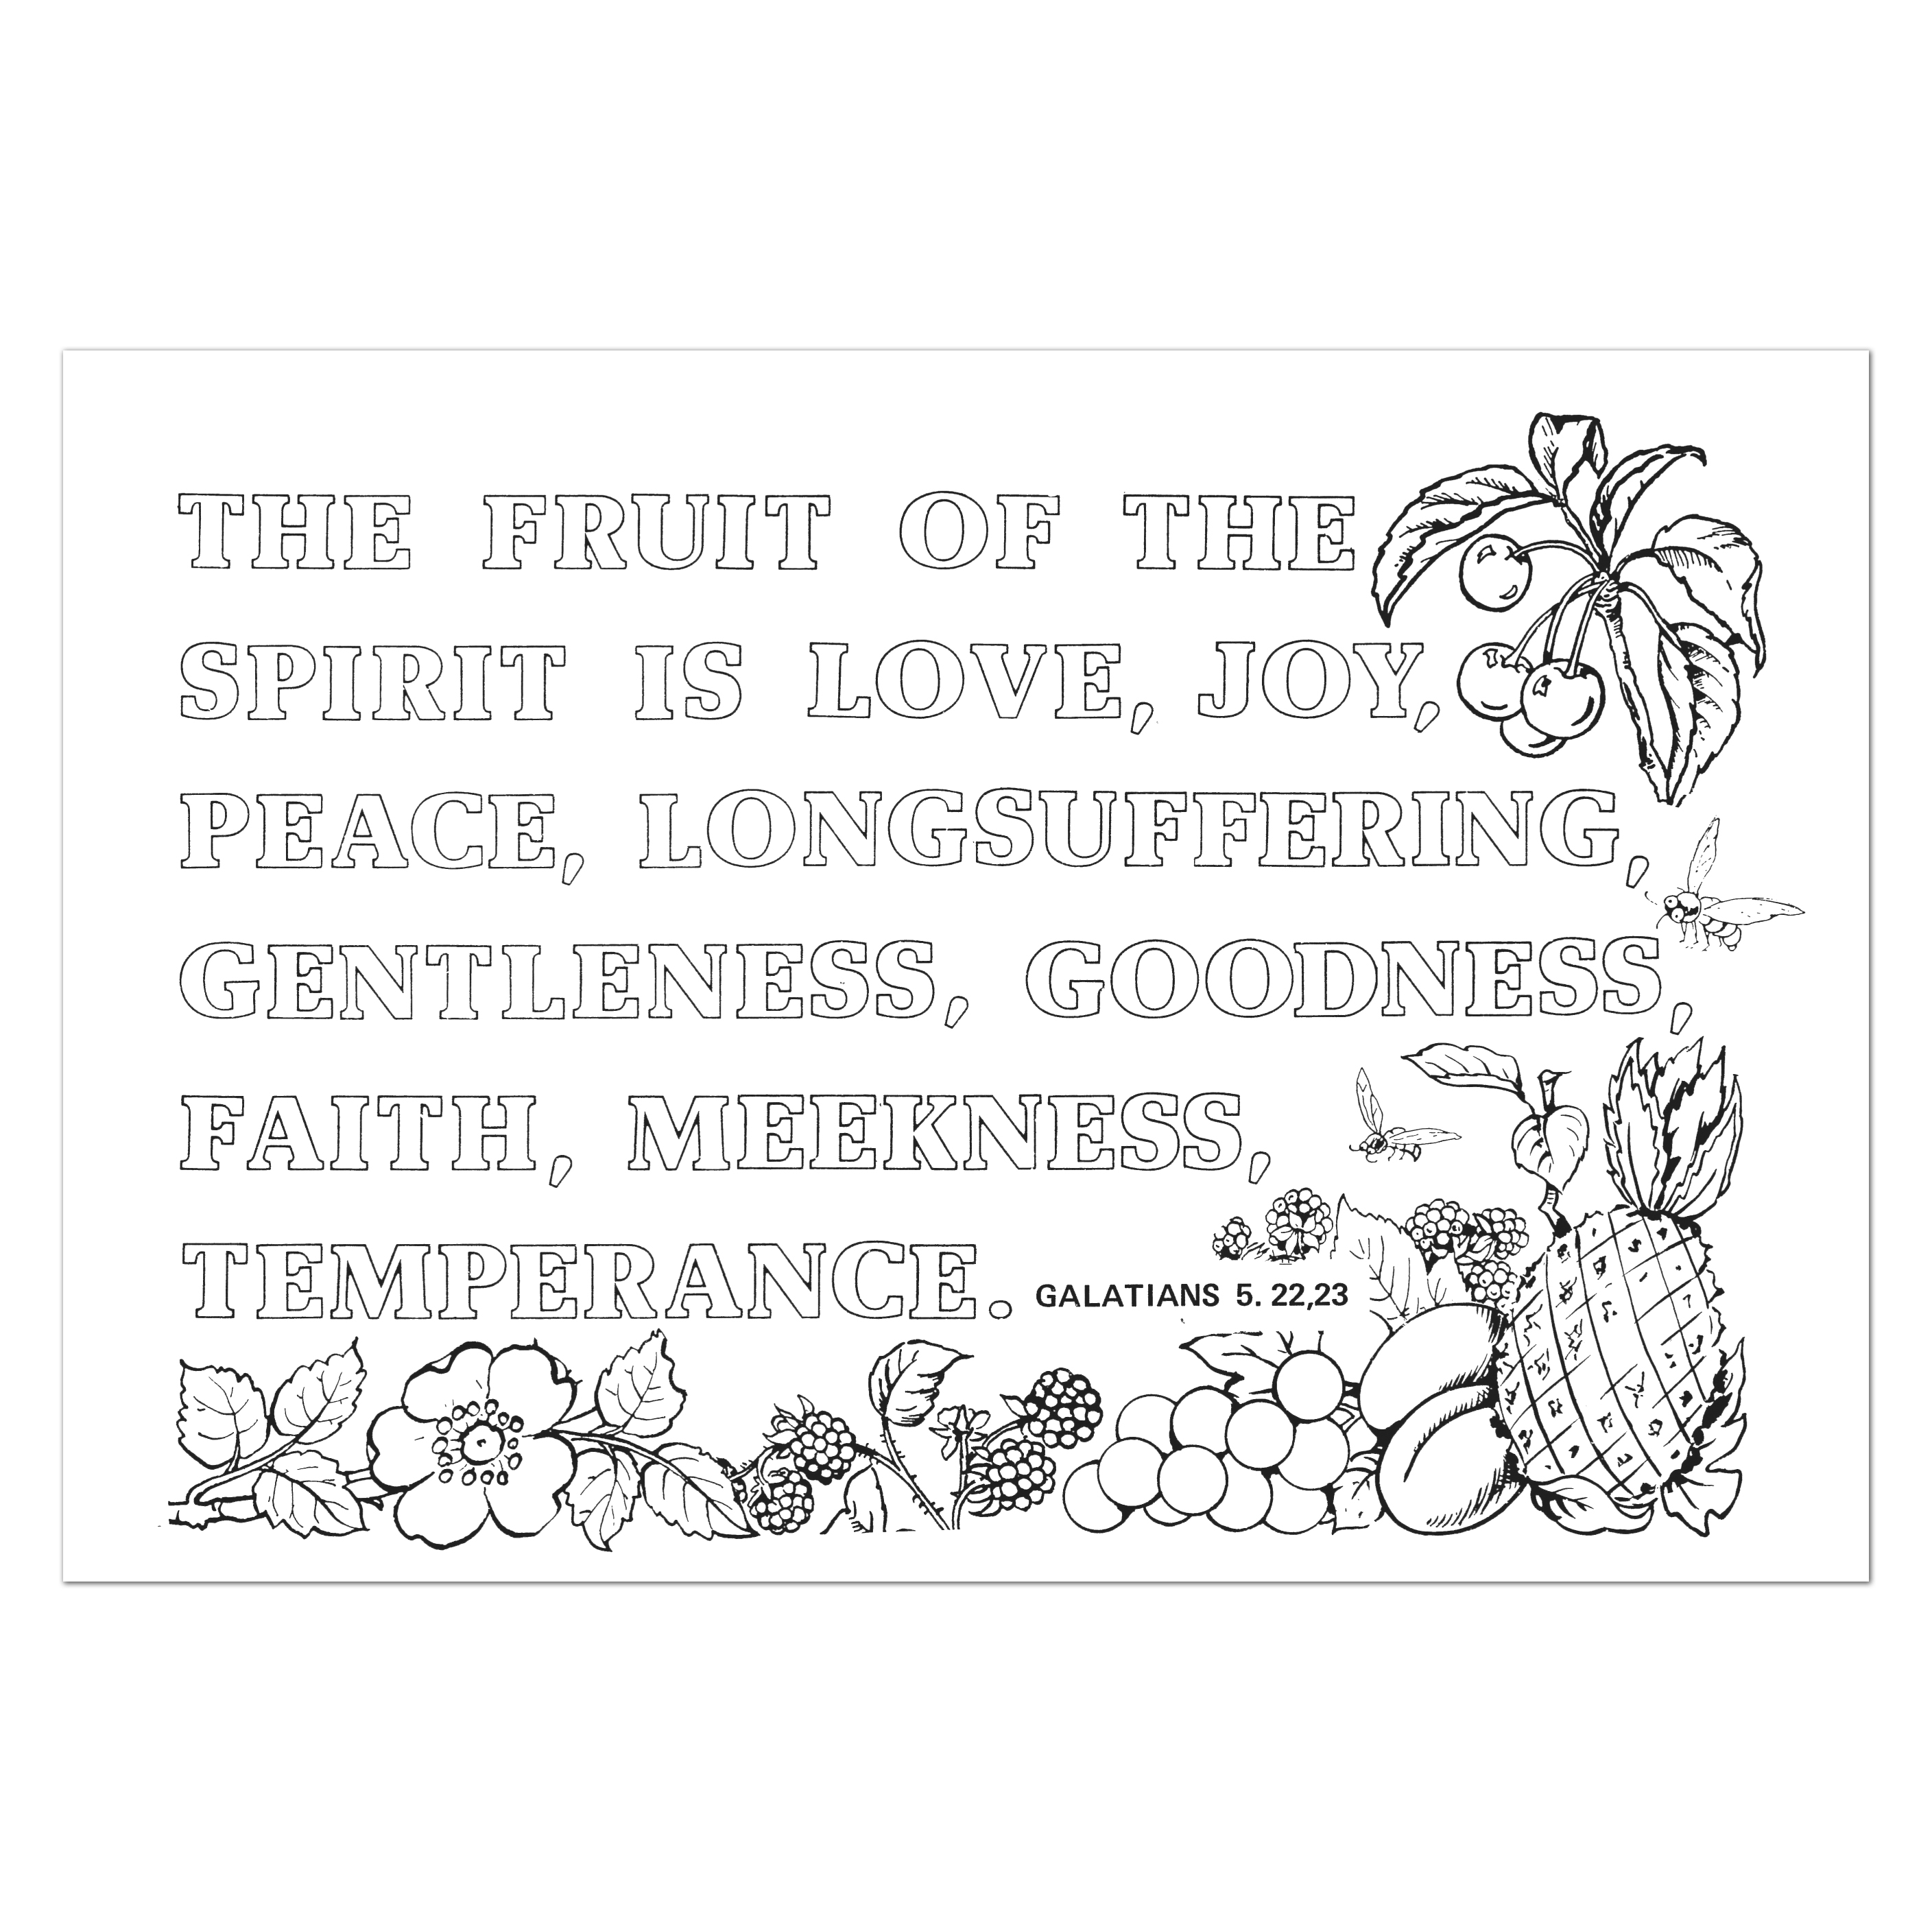 THE FRUIT OF THE
SPIRIT IS LOVE, JOY,
PEACE, LONGSUFFERING,
GENTLENESS, GOODNESS,
FAITH, MEEKNESS,
TEMPERANCE. GALATIANS 5. 22,23